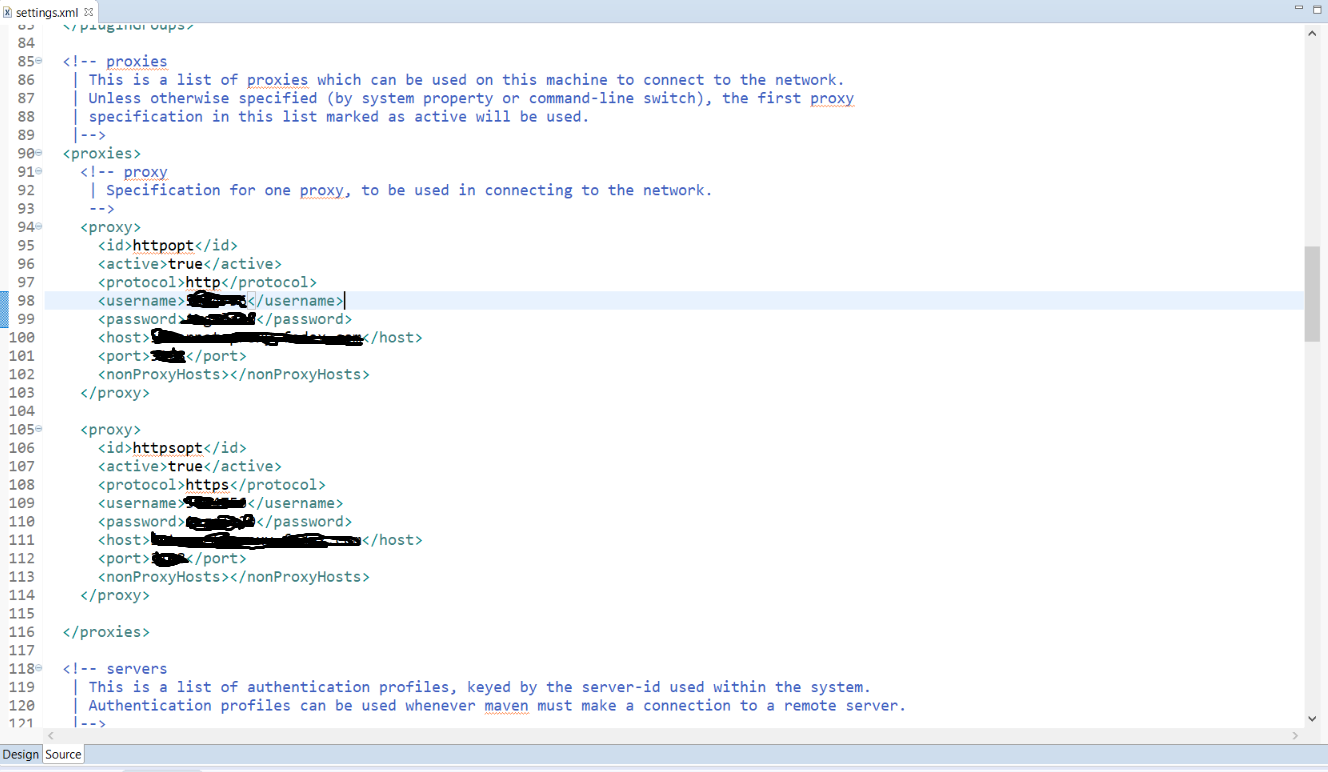 settings.xml
83 </pluginGroups>
84
85 <!-- proxies
86 | This is a list of proxies which can be used on this machine to connect to the network.
87 | Unless otherwise specified (by system property or command-line switch), the first proxy
88 | specification in this list marked as active will be used.
89 |-->
90 <proxies>
91 <!-- proxy
92 | Specification for one proxy, to be used in connecting to the network.
93 -->
94 <proxy>
95 <id>httpopt</id>
96 <active>true</active>
97 <protocol>http</protocol>
98 <username></username>
99 <password></password>
100 <host></host>
101 <port></port>
102 <nonProxyHosts></nonProxyHosts>
103 </proxy>
104
105 <proxy>
106 <id>httpsopt</id>
107 <active>true</active>
108 <protocol>https</protocol>
109 <username></username>
110 <password></password>
111 <host></host>
112 <port></port>
113 <nonProxyHosts></nonProxyHosts>
114 </proxy>
115
116 </proxies>
117
118 <!-- servers
119 | This is a list of authentication profiles, keyed by the server-id used within the system.
120 | Authentication profiles can be used whenever maven must make a connection to a remote server.
121 |-->
Design Source